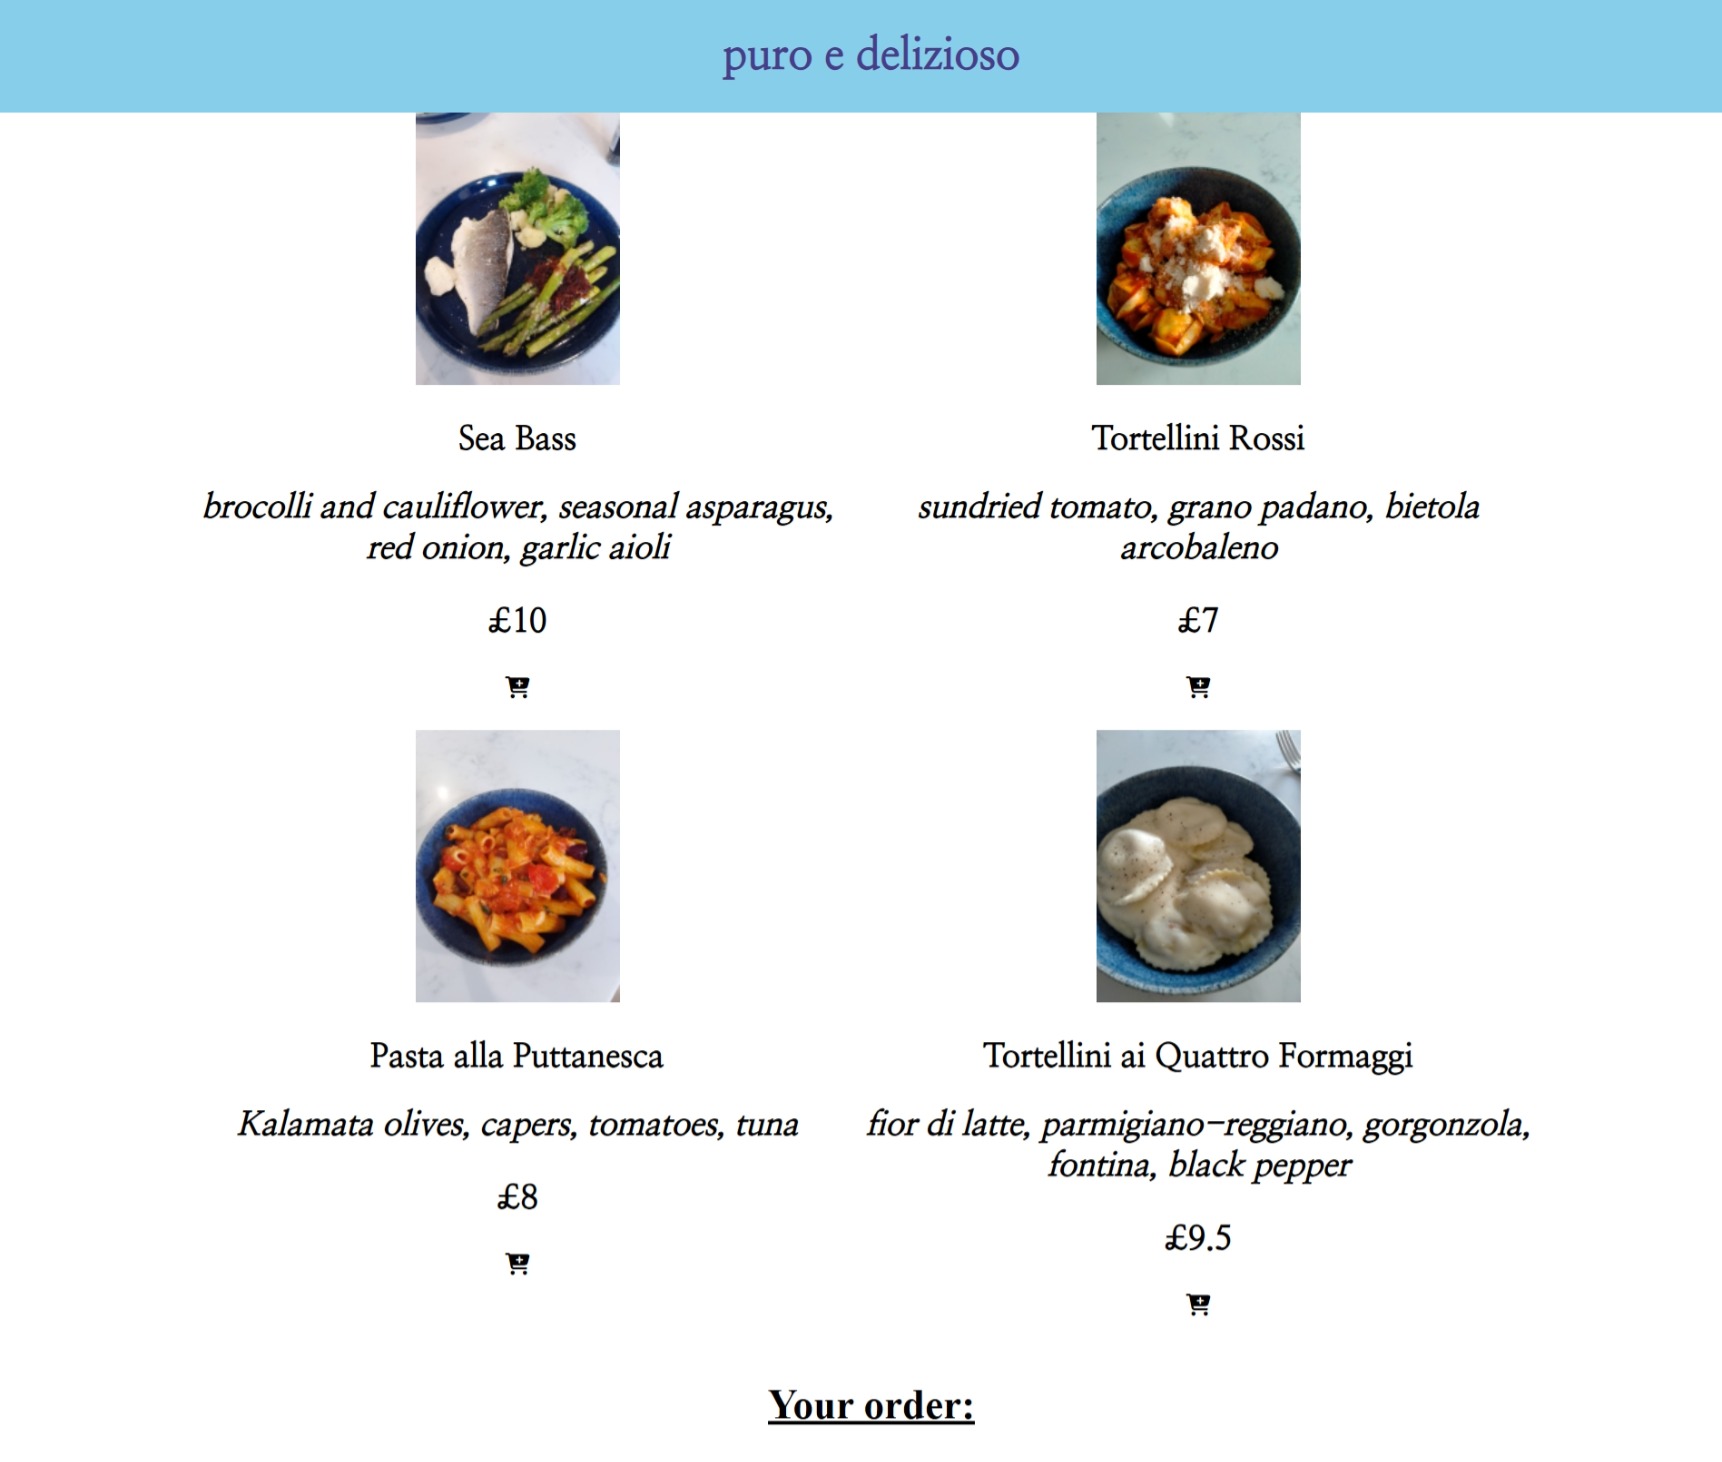 puro e delizioso
Sea Bass
brocolli and cauliflower, seasonal asparagus,
red onion, garlic aioli
£10
Tortellini Rossi
sundried tomato, grano padano, bietola
arcobaleno
£7
Pasta alla Puttanesca
Kalamata olives, capers, tomatoes, tuna
£8
Tortellini ai Quattro Formaggi
fior di latte, parmigiano-reggiano, gorgonzola,
fontina, black pepper
£9.5
Your order: